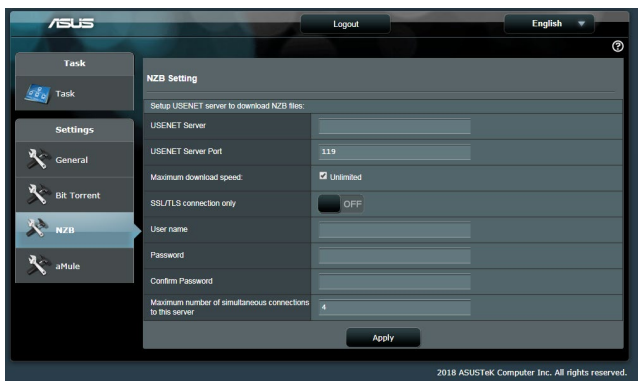 ASUS
Logout
English
Task
Task
Settings
General
Bit Torrent
NZB
aMule
NZB Setting
Setup USENET server to download NZB files:
USENET Server
USENET Server Port
119
Maximum download speed:
Unlimited
SSL/TLS connection only
OFF
User name
Password
Confirm Password
Maximum number of simultaneous connections
to this server
4
Apply
2018 ASUSTeK Computer Inc. All rights reserved.